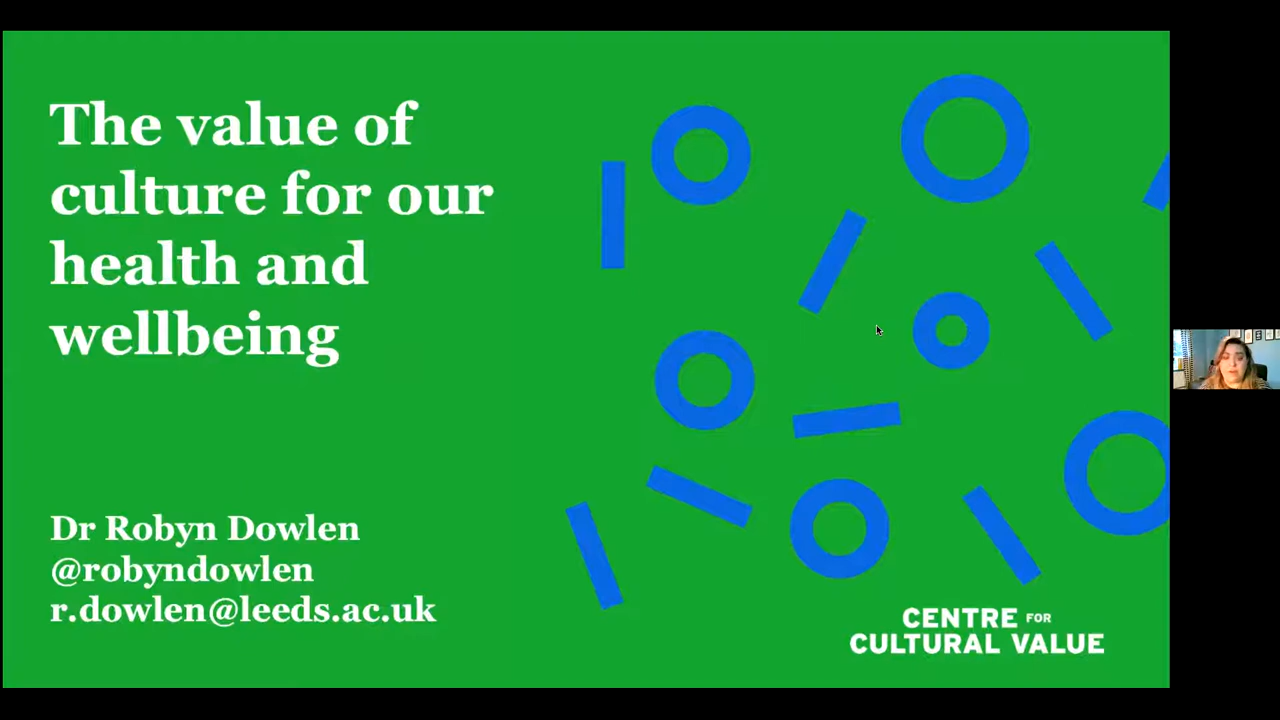 The value of
culture for our
health and
wellbeing
Dr Robyn Dowlen
@robyndowlen
r.dowlen@leeds.ac.uk
CENTRE FOR
CULTURAL VALUE